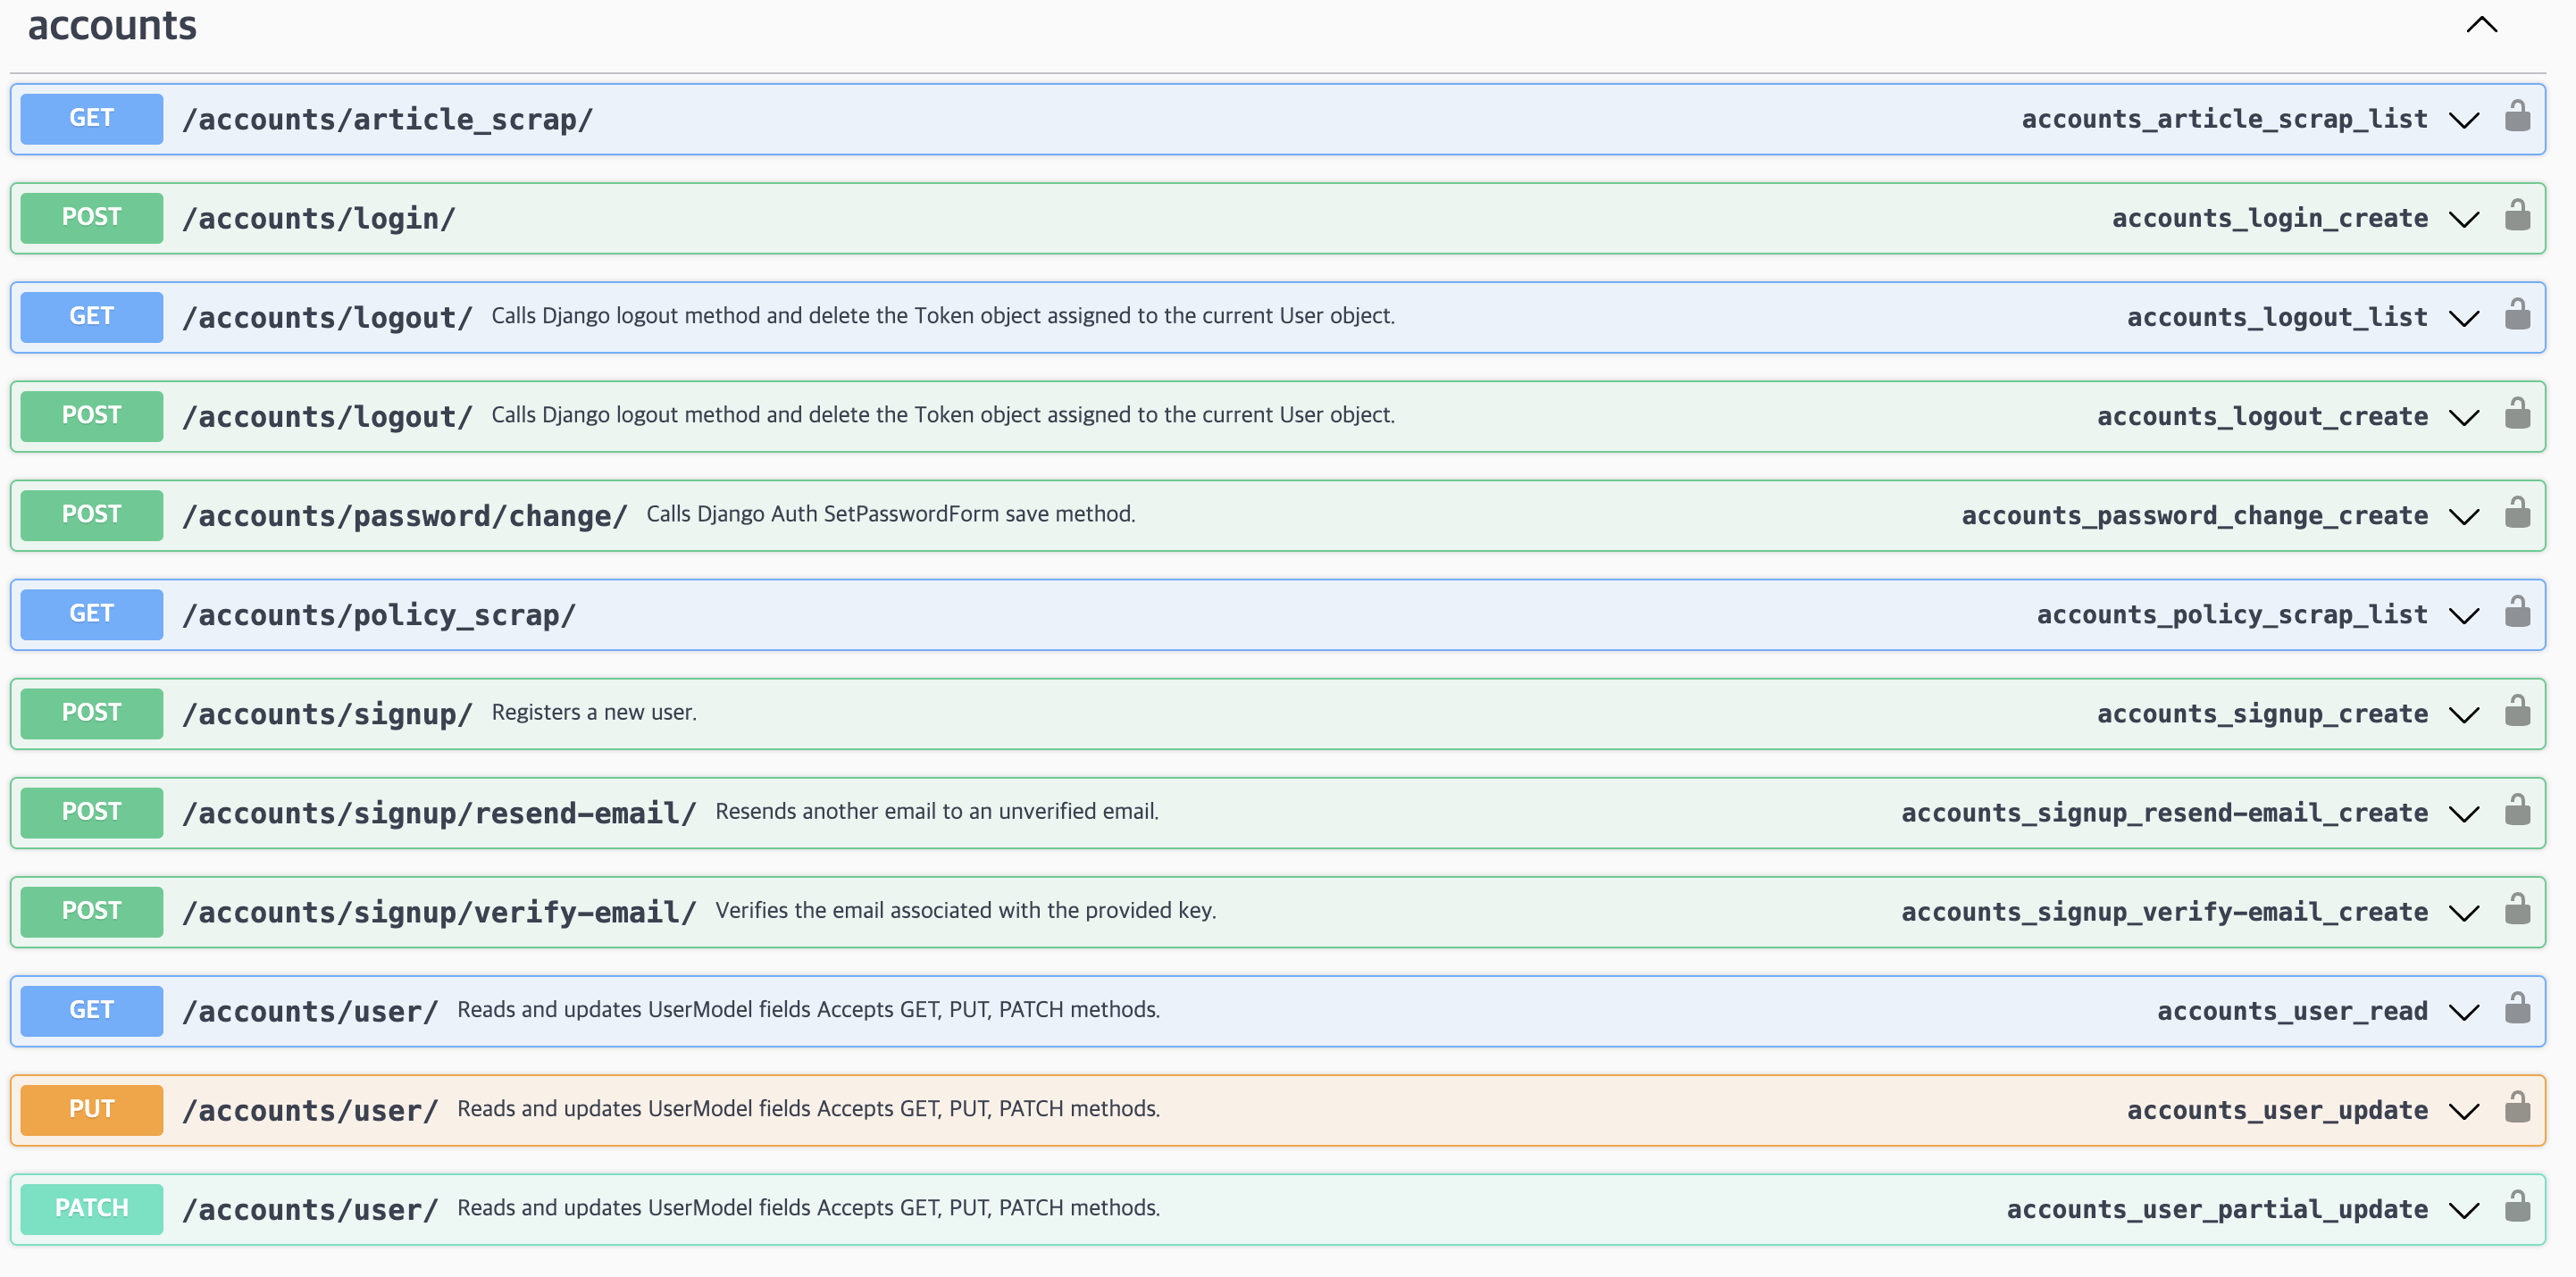 accounts
GET /accounts/article_scrap/ accounts_article_scrap_list
POST /accounts/login/ accounts_login_create
GET /accounts/logout/ Calls Django logout method and delete the Token object assigned to the current User object. accounts_logout_list
POST /accounts/logout/ Calls Django logout method and delete the Token object assigned to the current User object. accounts_logout_create
POST /accounts/password/change/ Calls Django Auth SetPasswordForm save method. accounts_password_change_create
GET /accounts/policy_scrap/ accounts_policy_scrap_list
POST /accounts/signup/ Registers a new user. accounts_signup_create
POST /accounts/signup/resend-email/ Resends another email to an unverified email. accounts_signup_resend-email_create
POST /accounts/signup/verify-email/ Verifies the email associated with the provided key. accounts_signup_verify-email_create
GET /accounts/user/ Reads and updates UserModel fields Accepts GET, PUT, PATCH methods. accounts_user_read
PUT /accounts/user/ Reads and updates UserModel fields Accepts GET, PUT, PATCH methods. accounts_user_update
PATCH /accounts/user/ Reads and updates UserModel fields Accepts GET, PUT, PATCH methods. accounts_user_partial_update